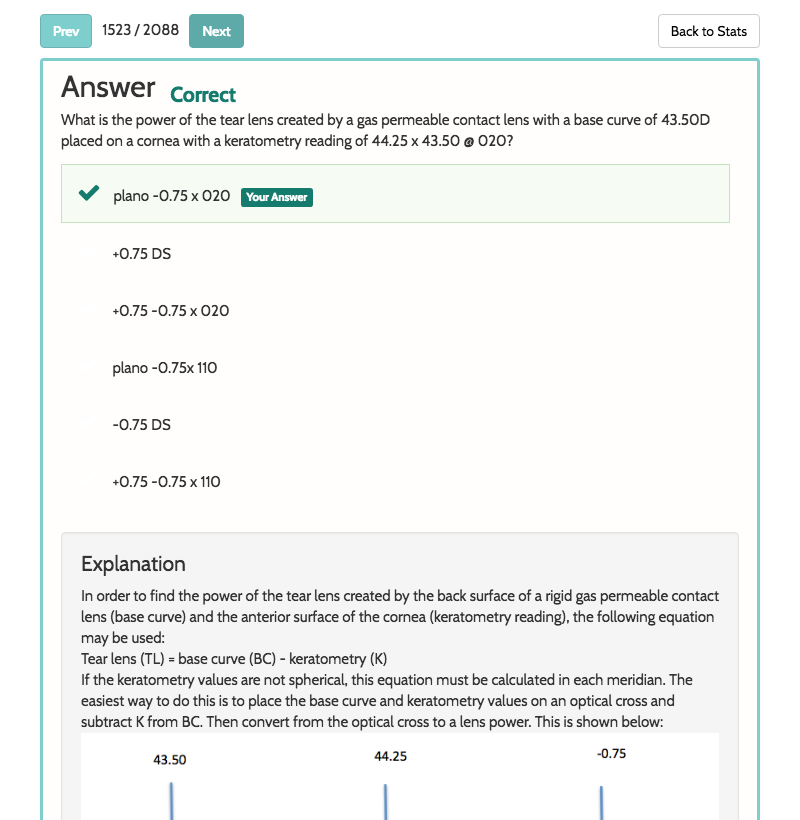 Prev 1523 / 2088 Next Back to Stats
Answer Correct
What is the power of the tear lens created by a gas permeable contact lens with a base curve of 43.50D
placed on a cornea with a keratometry reading of 44.25 x 43.50 @ 020?
plano -0.75 x 020 Your Answer
+0.75 DS
+0.75 -0.75 x 020
plano -0.75x 110
-0.75 DS
+0.75 -0.75 x 110
Explanation
In order to find the power of the tear lens created by the back surface of a rigid gas permeable contact
lens (base curve) and the anterior surface of the cornea (keratometry reading), the following equation
may be used:
Tear lens (TL) = base curve (BC) - keratometry (K)
If the keratometry values are not spherical, this equation must be calculated in each meridian. The
easiest way to do this is to place the base curve and keratometry values on an optical cross and
subtract K from BC. Then convert from the optical cross to a lens power. This is shown below:
43.50 44.25 -0.75